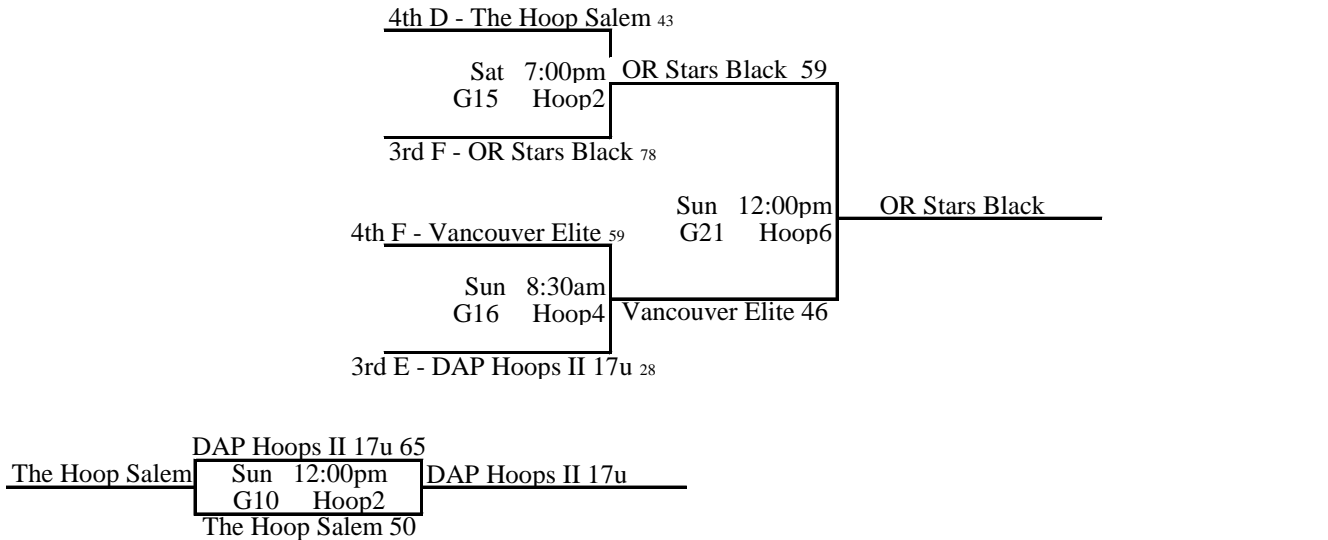 4th D - The Hoop Salem 43
Sat 7:00pm OR Stars Black 59
G15 Hoop2
3rd F - OR Stars Black 78
Sun 12:00pm OR Stars Black
4th F - Vancouver Elite 59 G21 Hoop6
Sun 8:30am
G16 Hoop4 Vancouver Elite 46
3rd E - DAP Hoops II 17u 28
DAP Hoops II 17u 65
The Hoop Salem Sun 12:00pm DAP Hoops II 17u
G10 Hoop2
The Hoop Salem 50